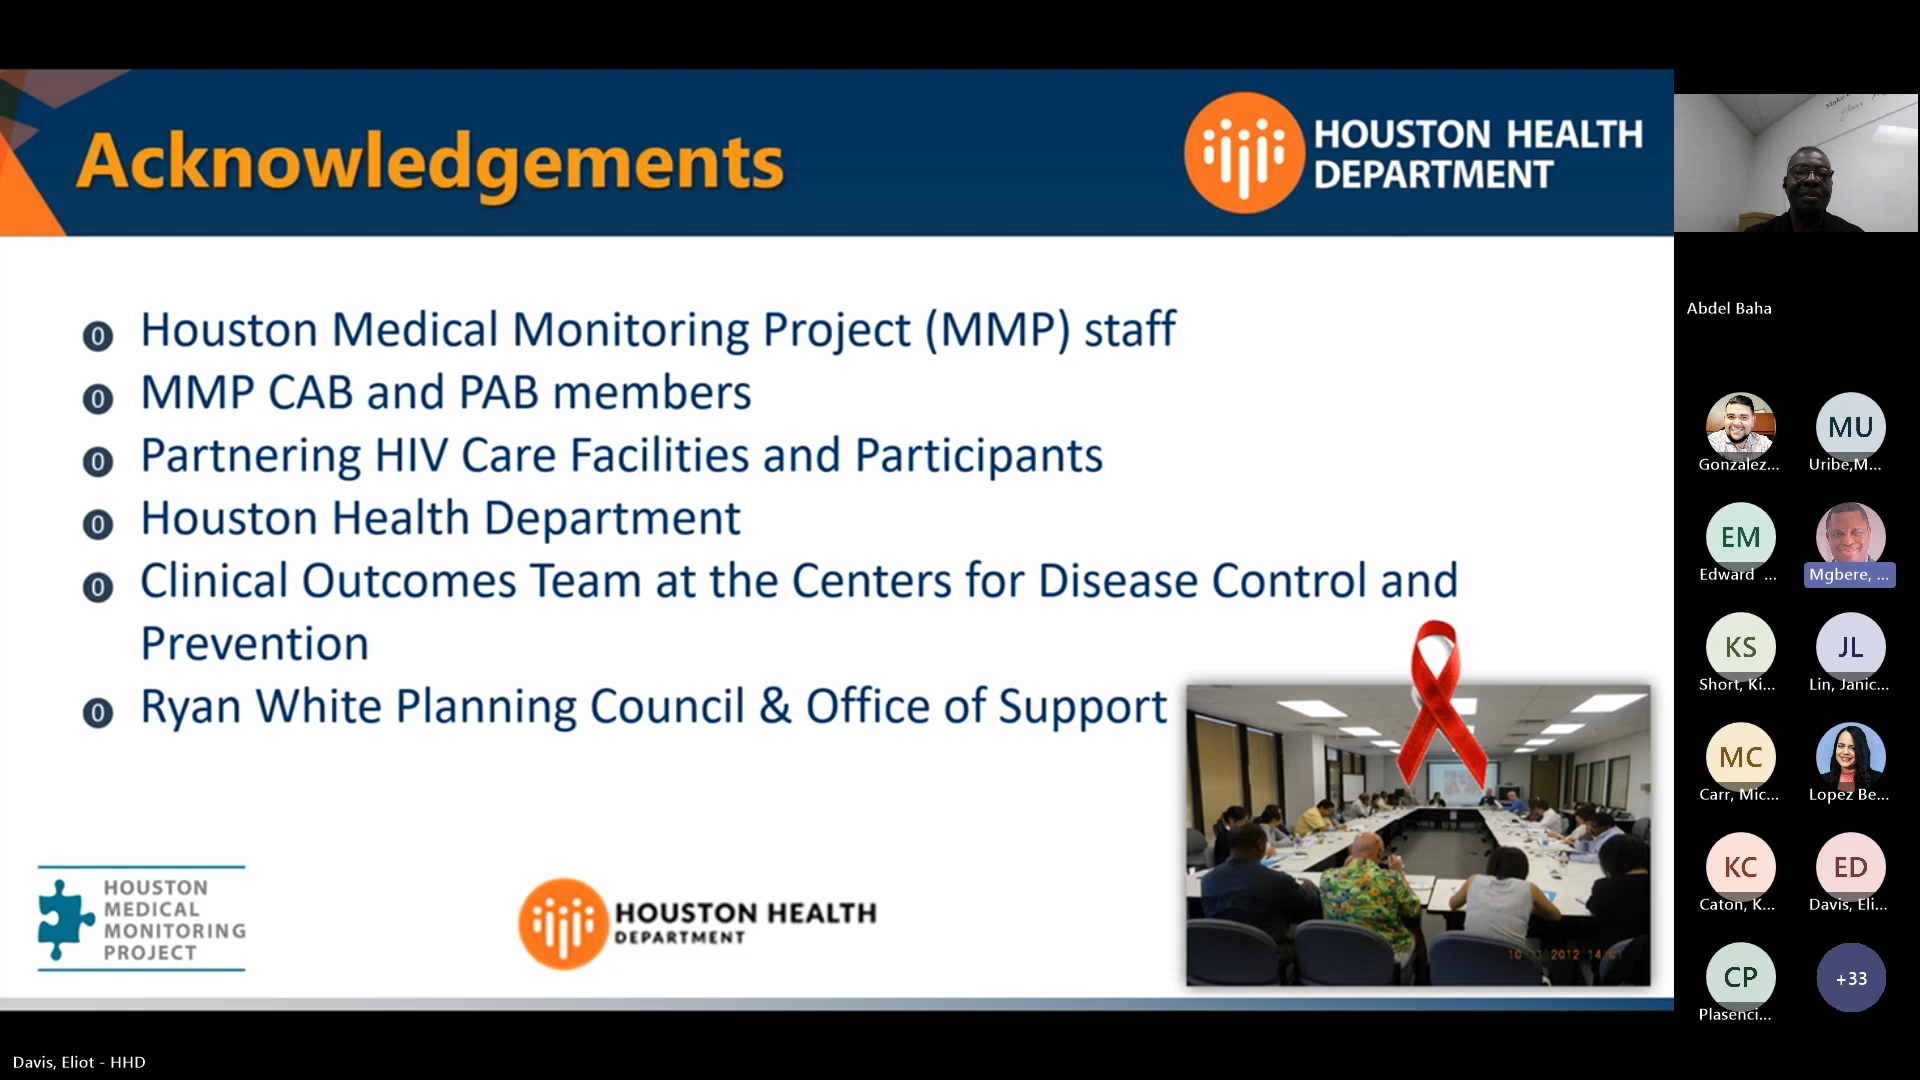 Acknowledgements
HOUSTON HEALTH
DEPARTMENT
Houston Medical Monitoring Project (MMP) staff
MMP CAB and PAB members
Partnering HIV Care Facilities and Participants
Houston Health Department
Clinical Outcomes Team at the Centers for Disease Control and
Prevention
Ryan White Planning Council & Office of Support
HOUSTON
MEDICAL
MONITORING
PROJECT
HOUSTON HEALTH
DEPARTMENT
2012
Abdel Baha
Gonzalez...
MU
Uribe,M...
EM
Edward ...
Mgbere, ...
KS
Short, Ki...
JL
Lin, Janic...
MC
Carr, Mic...
Lopez Be...
KC
Caton, K...
ED
Davis, Eli...
CP
Plasenci...
+33
Davis, Eliot - HHD